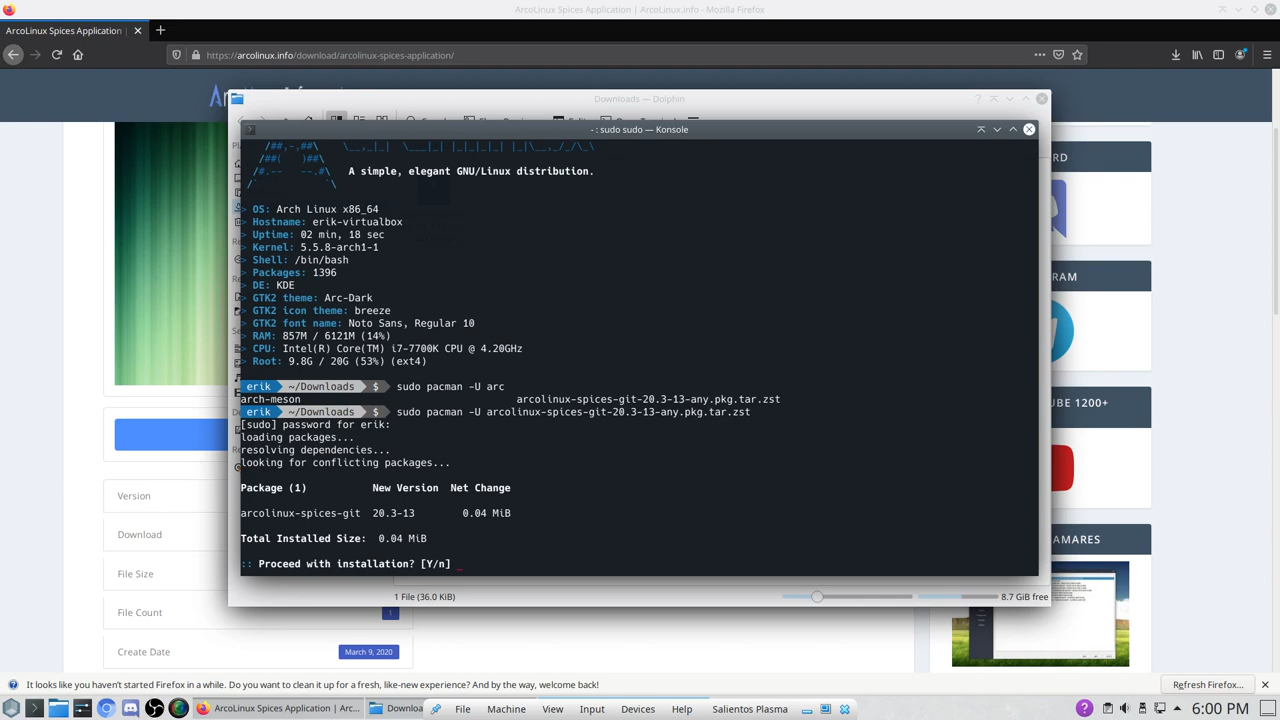 ArcoLinux Spices Application | ArcoLinux.info - Mozilla Firefox
ArcoLinux Spices Application |
https://arcolinux.info/download/arcolinux-spices-application/
Downloads — Dolphin
- : sudo sudo — Konsole
A simple, elegant GNU/Linux distribution.
> OS: Arch Linux x86_64
> Hostname: erik-virtualbox
> Uptime: 02 min, 18 sec
> Kernel: 5.5.8-arch1-1
> Shell: /bin/bash
> Packages: 1396
> DE: KDE
> GTK2 theme: Arc-Dark
> GTK2 icon theme: breeze
> GTK2 font name: Noto Sans, Regular 10
> RAM: 857M / 6121M (14%)
> CPU: Intel(R) Core(TM) i7-7700K CPU @ 4.20GHz
> Root: 9.8G / 20G (53%) (ext4)
erik ~/Downloads $ sudo pacman -U arc
arch-meson arcolinux-spices-git-20.3-13-any.pkg.tar.zst
erik ~/Downloads $ sudo pacman -U arcolinux-spices-git-20.3-13-any.pkg.tar.zst
[sudo] password for erik:
loading packages...
resolving dependencies...
looking for conflicting packages...
Package (1) New Version Net Change
arcolinux-spices-git 20.3-13 0.04 MiB
Total Installed Size: 0.04 MiB
:: Proceed with installation? [Y/n] _
1 File (36.0 KiB) 8.7 GiB free
Version
Download
File Size
File Count
Create Date March 9, 2020
RD
RAM
UBE 1200+
AMARES
It looks like you haven't started Firefox in a while. Do you want to clean it up for a fresh, like-new experience? And by the way, welcome back!
Refresh Firefox...
ArcoLinux Spices Application | Arc...
Downloa
File Machine View Input Devices Help Salientos Plasma
6:00 PM